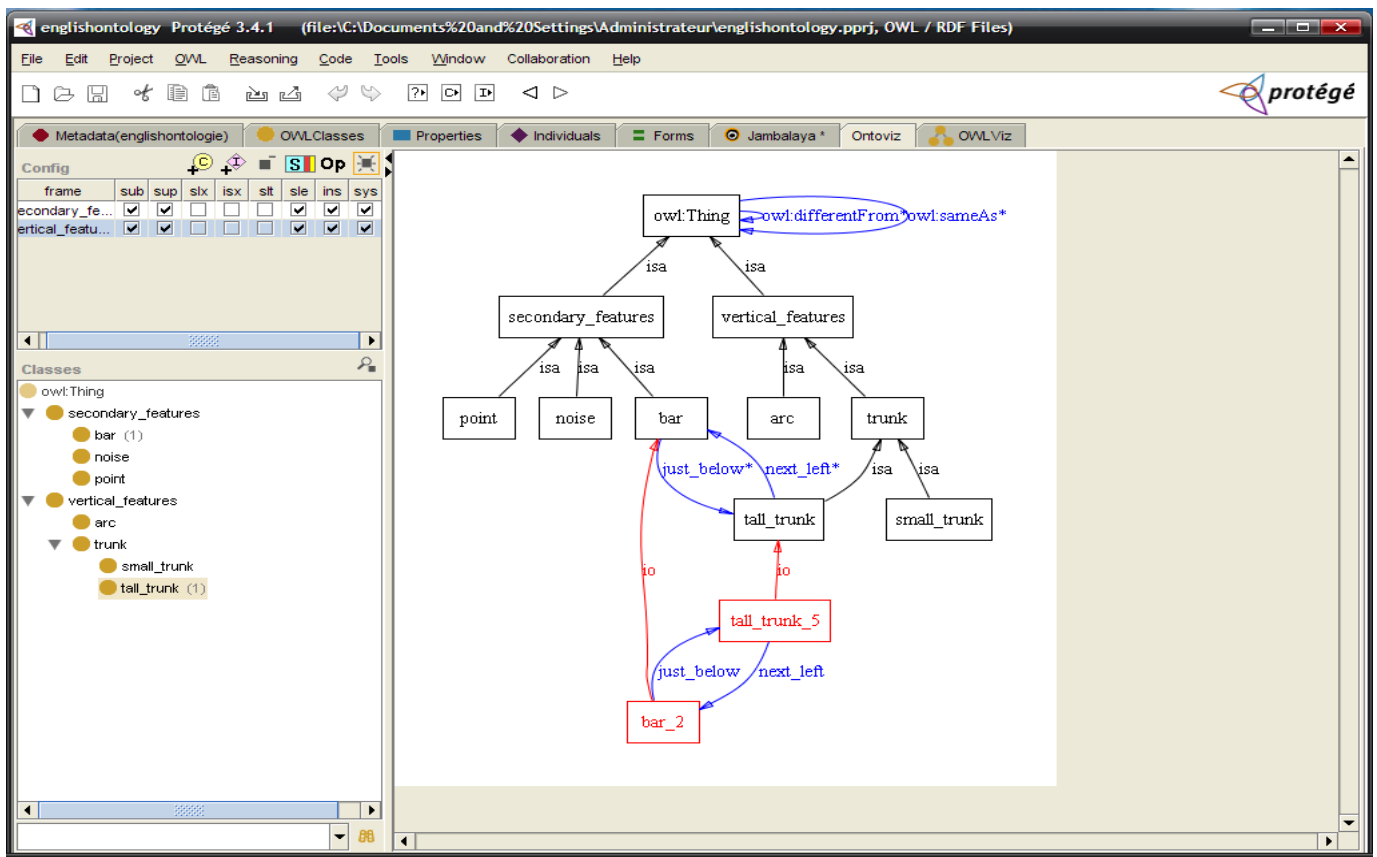 englishontology Protégé 3.4.1 (file:\C:\Documents%20and%20Settings\Administrateur\englishontology.pprj, OWL / RDF Files)
File Edit Project OWL Reasoning Code Tools Window Collaboration Help
protégé
Metadata(englishontologie) OWLClasses Properties Individuals Forms Jambalaya * Ontoviz OWLViz
Config
C I S Op
frame sub sup slx isx slt sle ins sys
econdary_fe...
ertical_featu...
Classes
owl:Thing
secondary_features
bar (1)
noise
point
vertical_features
arc
trunk
small_trunk
tall_trunk (1)
owl:Thing owl:differentFrom* owl:sameAs*
isa isa
secondary_features vertical_features
isa isa isa isa isa
point noise bar arc trunk
just_below* next_left* isa isa
tall_trunk small_trunk
io io
tall_trunk_5
just_below next_left
bar_2